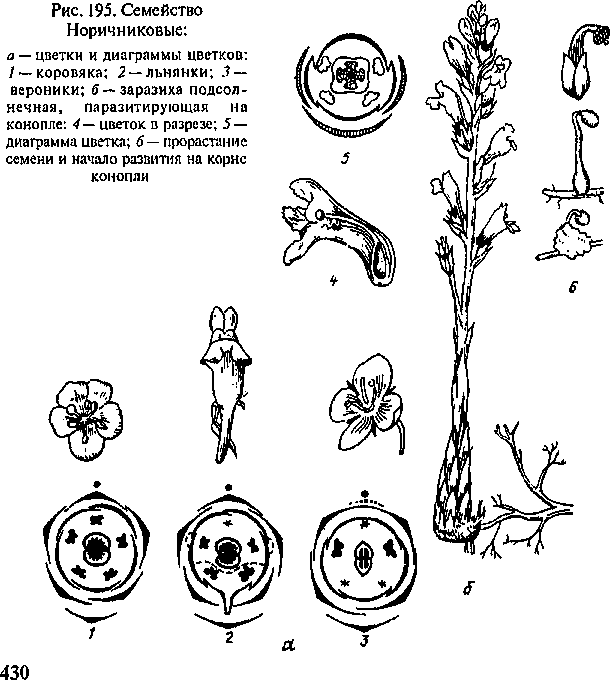 Рис. 195. Семейство
Норичниковые:
а — цветки и диаграммы цветков:
1 — коровяка; 2 — льнянки; 3 —
вероники; б — заразиха подсол-
нечная, паразитирующая на
конопле: 4 — цветок в разрезе; 5 —
диаграмма цветка; 6 — прорастание
семени и начало развития на корне
конопли
5
4
6
1
2
3
а
б
430